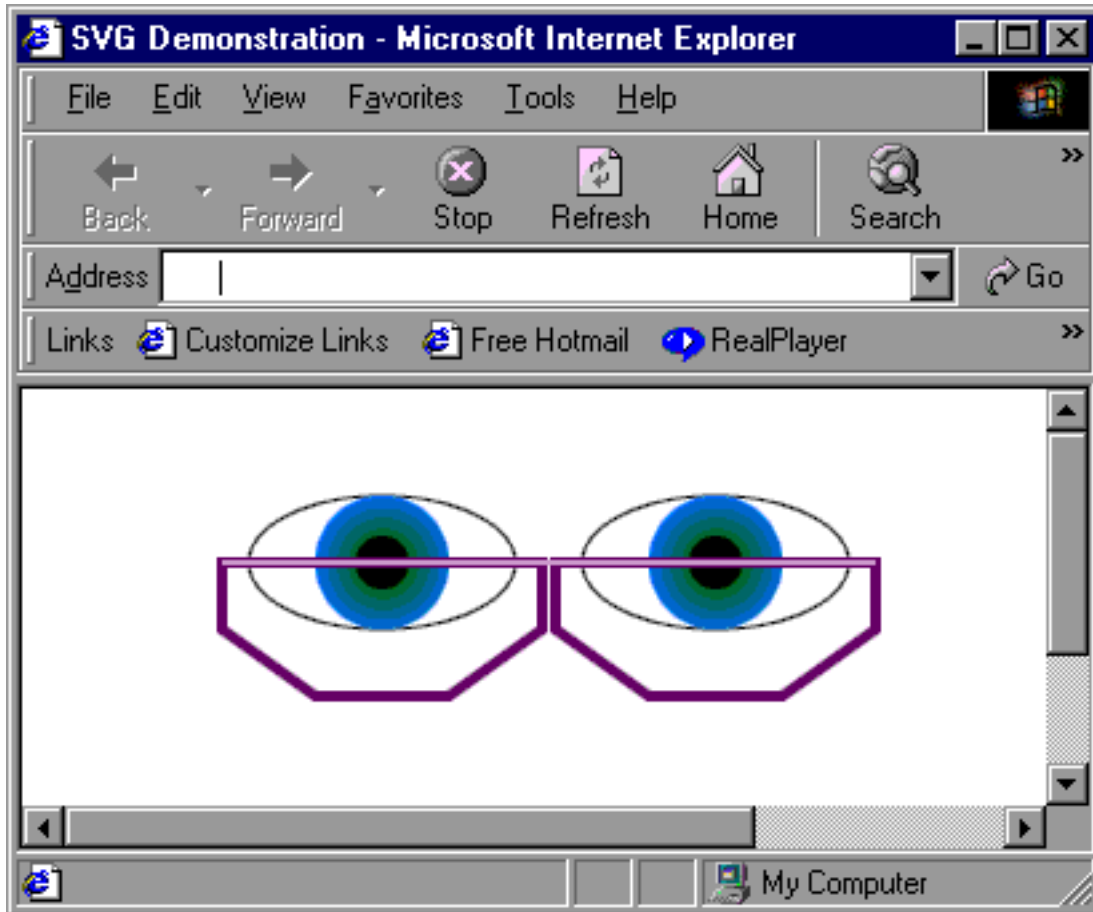 SVG Demonstration - Microsoft Internet Explorer
File Edit View Favorites Tools Help
Back Forward Stop Refresh Home Search »
Address Go
Links Customize Links Free Hotmail RealPlayer »
My Computer